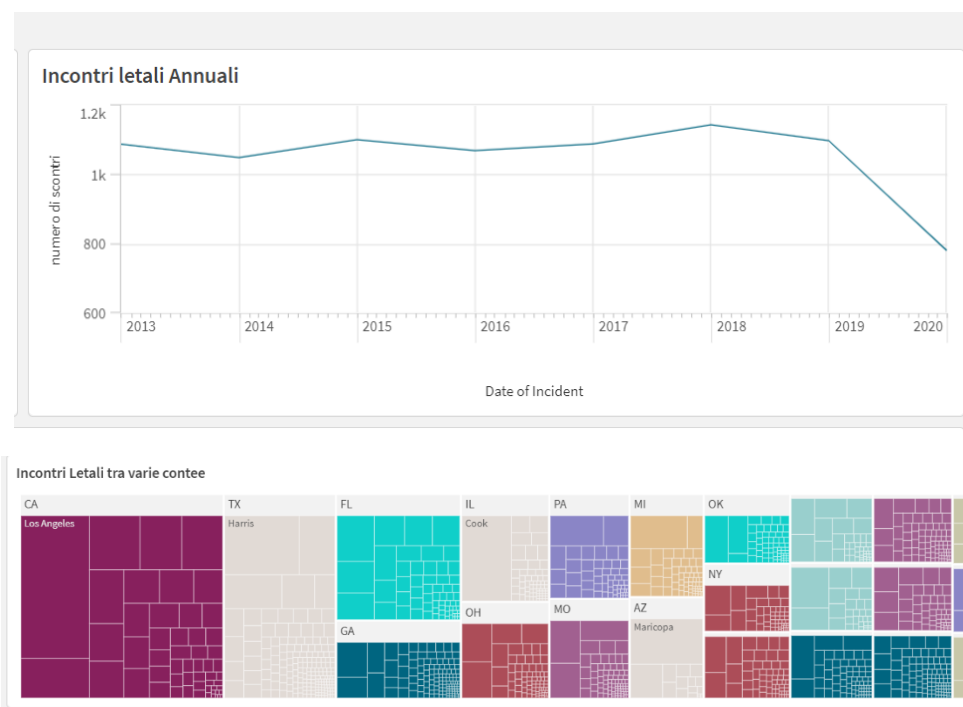 Incontri letali Annuali
1.2k
1k
800
600
numero di scontri
2013 2014 2015 2016 2017 2018 2019 2020
Date of Incident
Incontri Letali tra varie contee
CA TX FL IL PA MI OK
Los Angeles Harris Cook
NY
OH MO AZ
Maricopa
GA